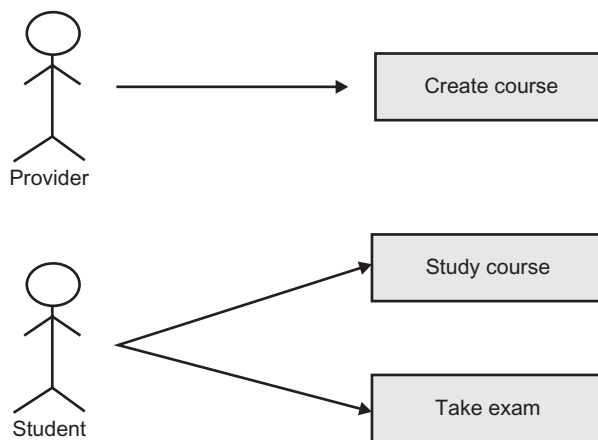 Create course
Provider
Study course
Take exam
Student